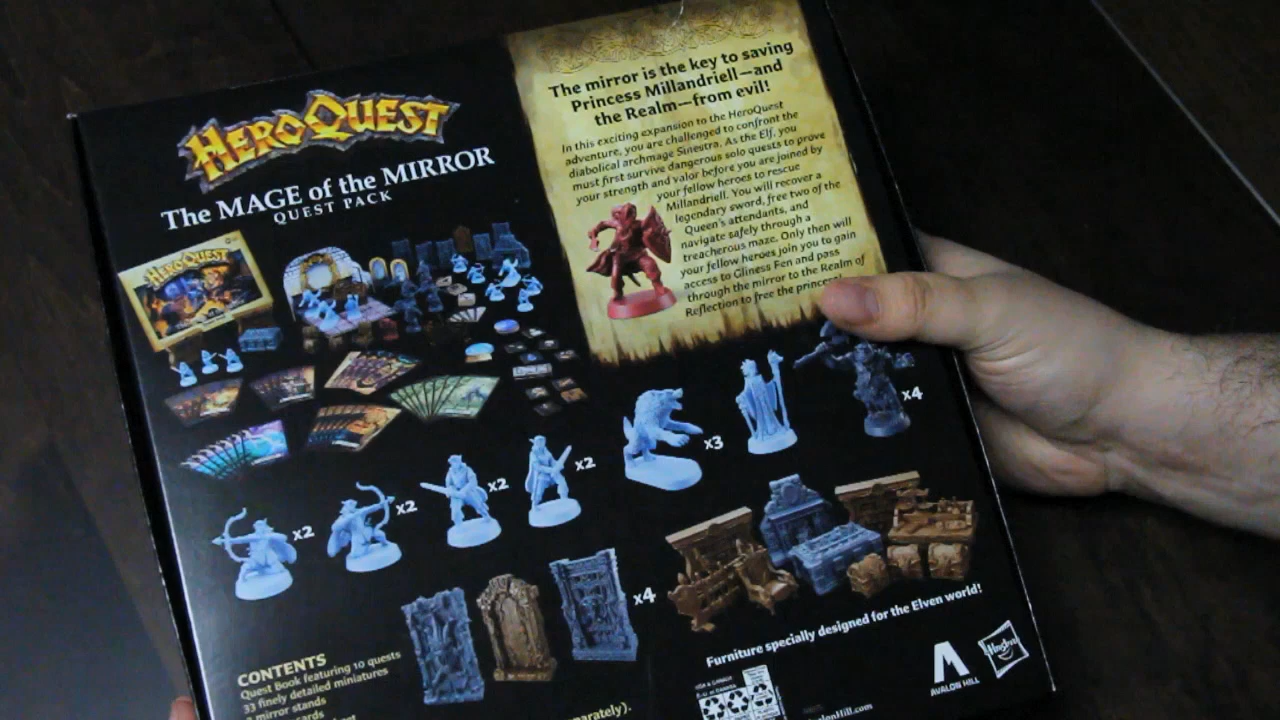 HEROQUEST
The MAGE of the MIRROR
QUEST PACK
The mirror is the key to saving
Princess Millandriell—and
the Realm—from evil!
In this exciting expansion to the HeroQuest
adventure, you are challenged to confront the
diabolical archmage Sinestra. As the Elf, you
must first survive dangerous solo quests to prove
your strength and valor before you are joined by
your fellow heroes to rescue
Millandriell. You will recover a
legendary sword, free two of the
Queen's attendants, and
navigate safely through a
treacherous maze. Only then will
your fellow heroes join you to gain
access to Gliness Fen and pass
through the mirror to the Realm of
Reflection to free the princess!
HEROQUEST
x2
x2
x2
x2
x3
x4
x4
Furniture specially designed for the Elven world!
CONTENTS
Quest Book featuring 10 quests
33 finely detailed miniatures
mirror stands
cards
AVALON HILL
Hasbro